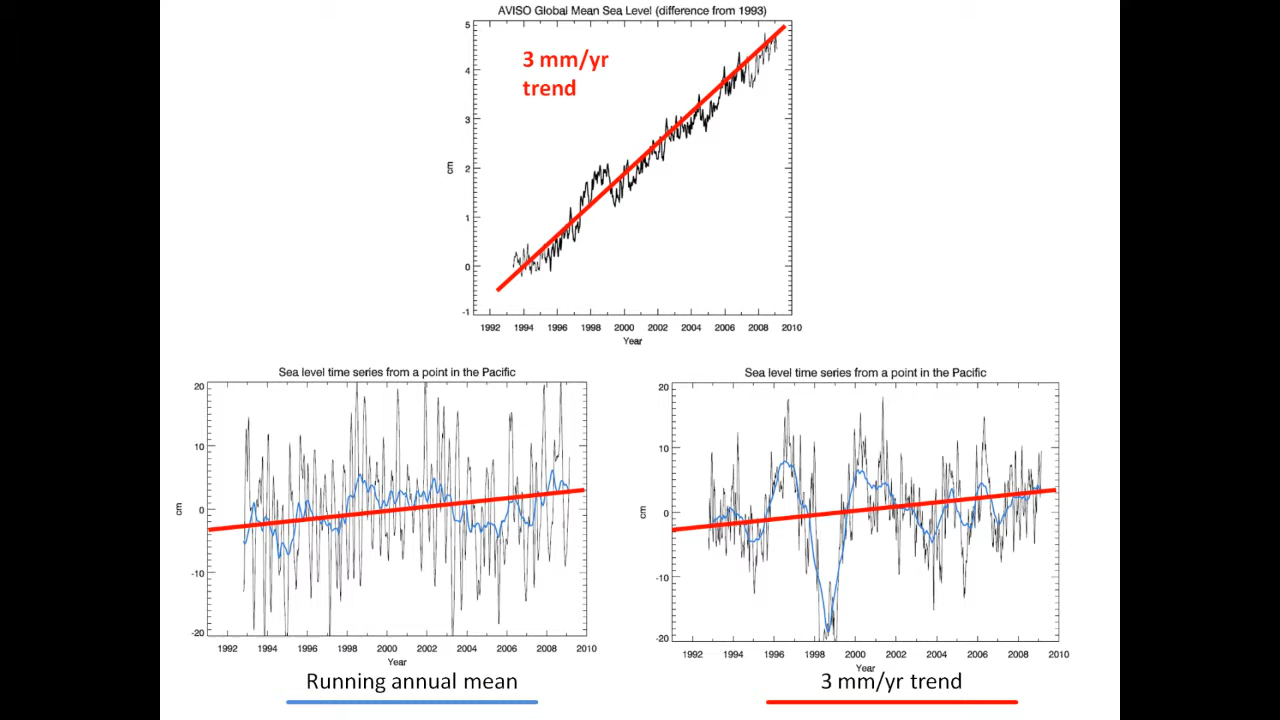 AVISO Global Mean Sea Level (difference from 1993)
3 mm/yr
trend
5
4
3
2
1
0
-1
cm
1992 1994 1996 1998 2000 2002 2004 2006 2008 2010
Year
Sea level time series from a point in the Pacific
20
10
0
-10
-20
cm
1992 1994 1996 1998 2000 2002 2004 2006 2008 2010
Year
Sea level time series from a point in the Pacific
20
10
0
-10
-20
cm
1992 1994 1996 1998 2000 2002 2004 2006 2008 2010
Year
Running annual mean
3 mm/yr trend